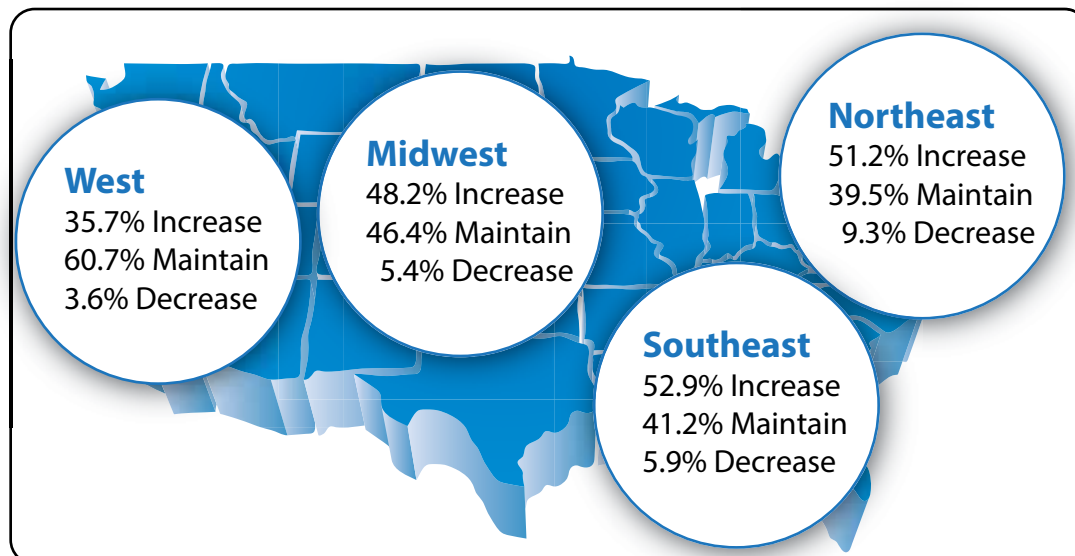 West
35.7% Increase
60.7% Maintain
3.6% Decrease
Midwest
48.2% Increase
46.4% Maintain
5.4% Decrease
Northeast
51.2% Increase
39.5% Maintain
9.3% Decrease
Southeast
52.9% Increase
41.2% Maintain
5.9% Decrease